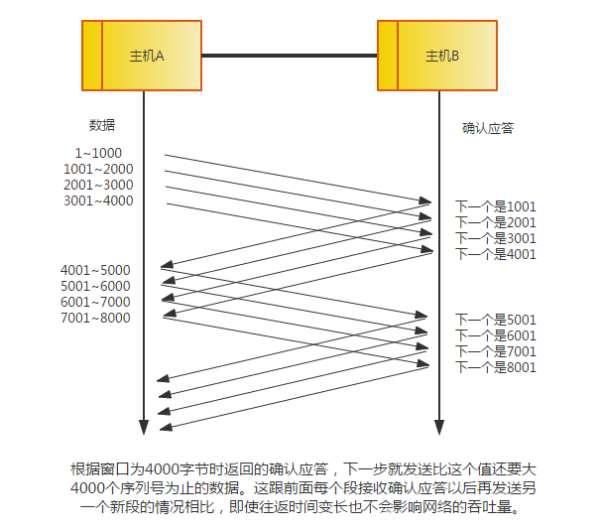 主机A
主机B
数据
确认应答
1~1000
1001~2000
2001~3000
3001~4000
下一个是1001
下一个是2001
下一个是3001
下一个是4001
4001~5000
5001~6000
6001~7000
7001~8000
下一个是5001
下一个是6001
下一个是7001
下一个是8001
根据窗口为4000字节时返回的确认应答，下一步就发送比这个值还要大
4000个序列号为止的数据。这跟前面每个段接收确认应答以后再发送另
一个新段的情况相比，即使往返时间变长也不会影响网络的吞吐量。